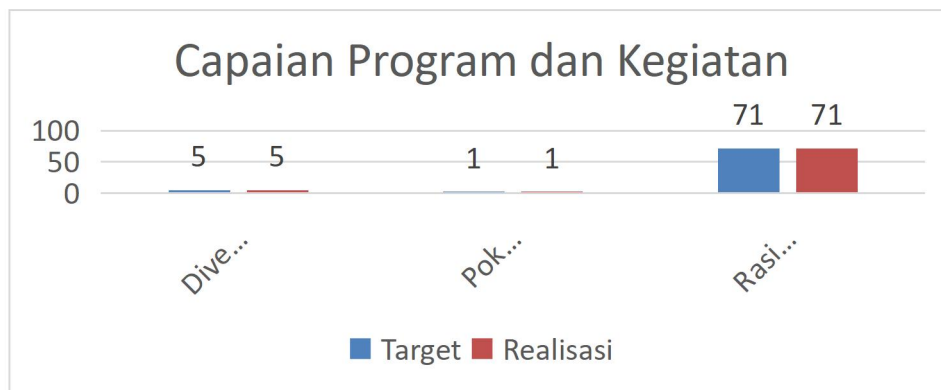 Capaian Program dan Kegiatan
71 71
100
5 5 1 1
50
0
Dive...
Pok...
Rasi...
Target Realisasi